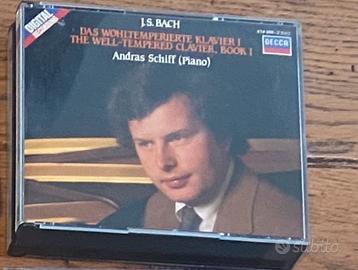 J.S. BACH
DAS WOHLTEMPERIERTE KLAVIER I
THE WELL-TEMPERED CLAVIER, BOOK I
Andras Schiff (Piano)
DIGITAL
DECCA
subito